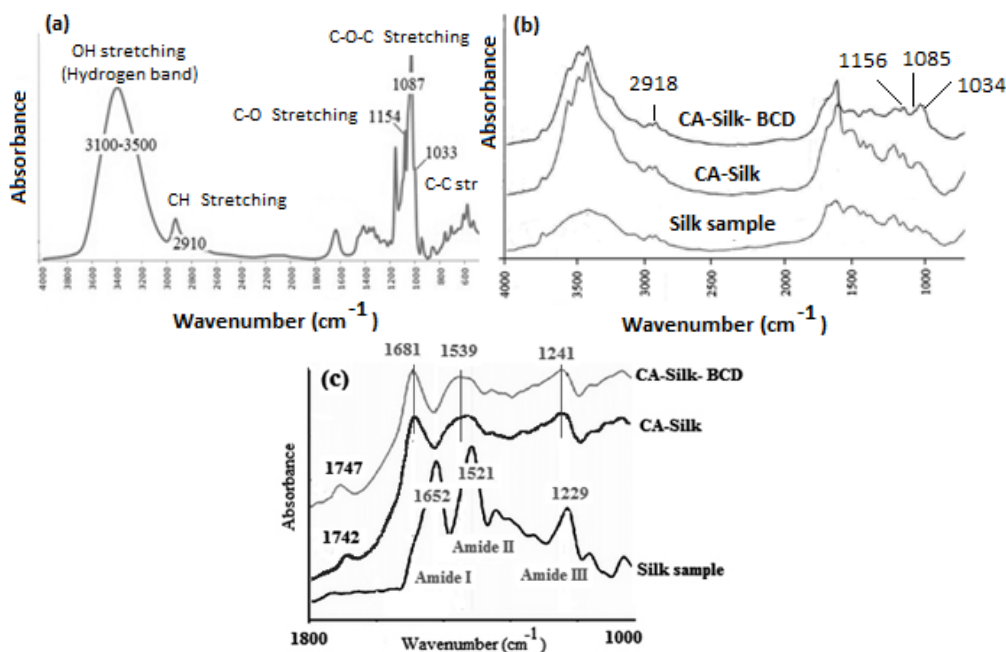 (a)
OH stretching
(Hydrogen band)
C-O-C Stretching
1087
C-O Stretching
1154
3100-3500
1033
C-C str
CH Stretching
2910
Absorbance
4000
3800
3600
3400
3200
3000
2800
2600
2400
2200
2000
1800
1600
1400
1200
1000
800
600
Wavenumber (cm-1)
(b)
2918
1156
1085
1034
CA-Silk- BCD
CA-Silk
Silk sample
Absorbance
4000
3500
3000
2500
2000
1500
1000
Wavenumber (cm-1)
(c)
1681
1539
1241
CA-Silk- BCD
CA-Silk
1747
1521
1652
1229
1742
Amide II
Amide I
Amide III
Silk sample
Absorbance
1800
Wavenumber(cm-1)
1000